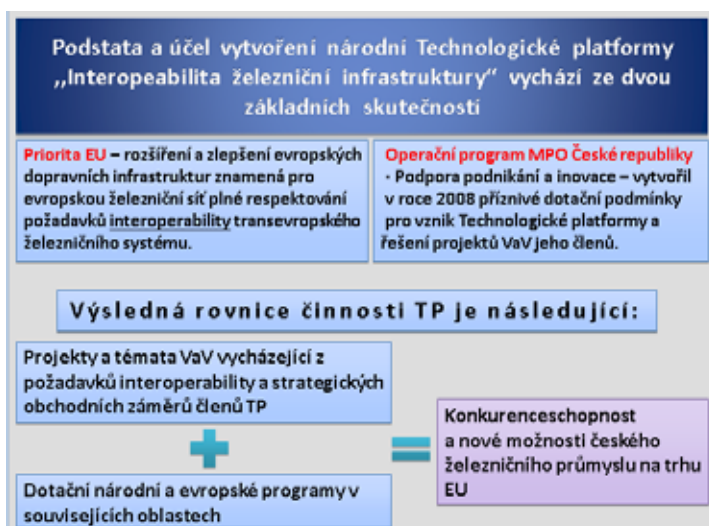 Podstata a účel vytvoření národní Technologické platformy
„Interopeabilita železniční infrastruktury“ vychází ze dvou
základních skutečností
Priorita EU – rozšíření a zlepšení evropských
dopravních infrastruktur znamená pro
evropskou železniční síť plné respektování
požadavků interoperability transevropského
železničního systému.
Operační program MPO České republiky
- Podpora podnikání a inovace – vytvořil
v roce 2008 příznivé dotační podmínky
pro vznik Technologické platformy a
řešení projektů VaV jeho členů.
Výsledná rovnice činnosti TP je následující:
Projekty a témata VaV vycházející z
požadavků interoperability a strategických
obchodních záměrů členů TP
Dotační národní a evropské programy v
souvisejících oblastech
Konkurenceschopnost
a nové možnosti českého
železničního průmyslu na trhu
EU